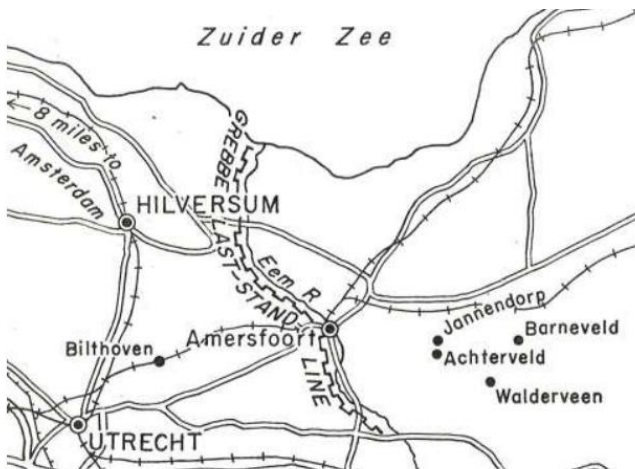 Zuider Zee
← 8 miles to
Amsterdam
GREBBE
LAST-STAND
LINE
HILVERSUM
Eem R
Jannendorp
Barneveld
Bilthoven
Amersfoort
Achterveld
Walderveen
UTRECHT